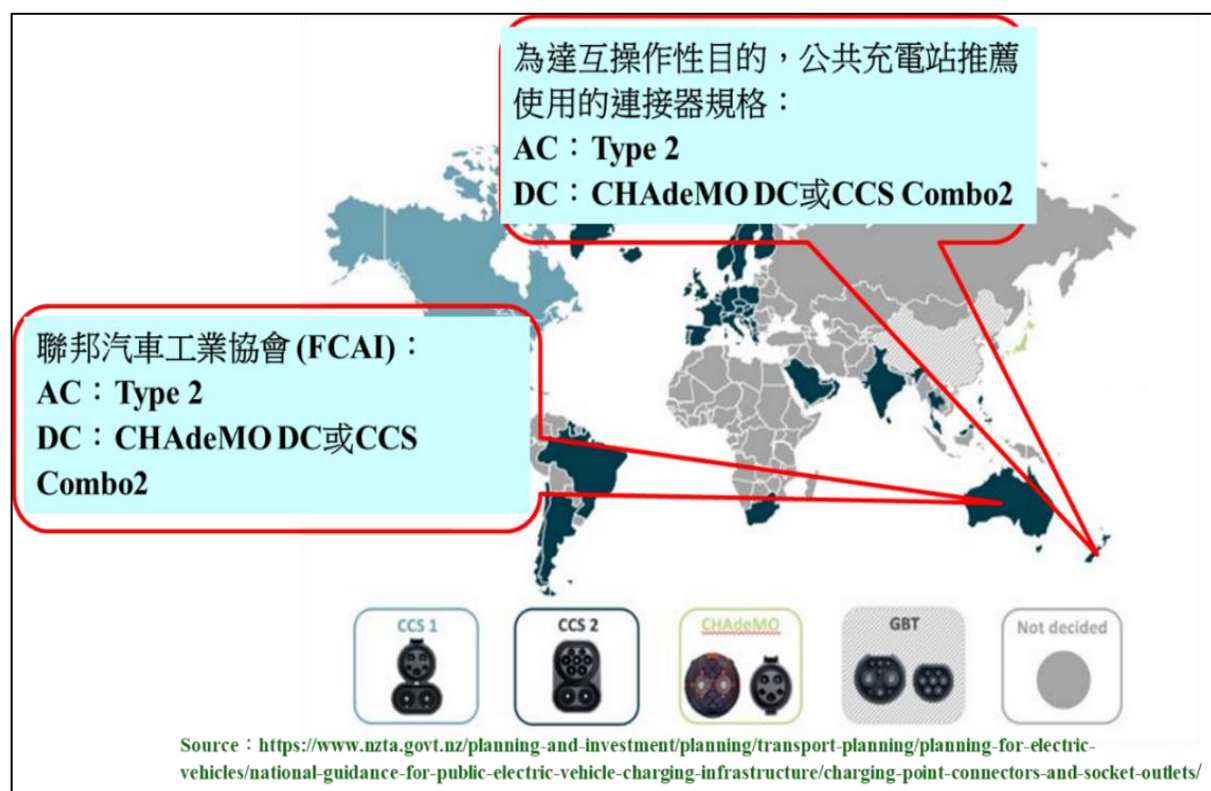 為達互操作性目的，公共充電站推薦
使用的連接器規格：
AC：Type 2
DC：CHAdeMO DC或CCS Combo2
聯邦汽車工業協會(FCAI)：
AC：Type 2
DC：CHAdeMO DC或CCS
Combo2
CCS 1
CCS 2
CHAdeMO
GBT
Not decided
Source：https://www.nzta.govt.nz/planning-and-investment/planning/transport-planning/planning-for-electric-
vehicles/national-guidance-for-public-electric-vehicle-charging-infrastructure/charging-point-connectors-and-socket-outlets/